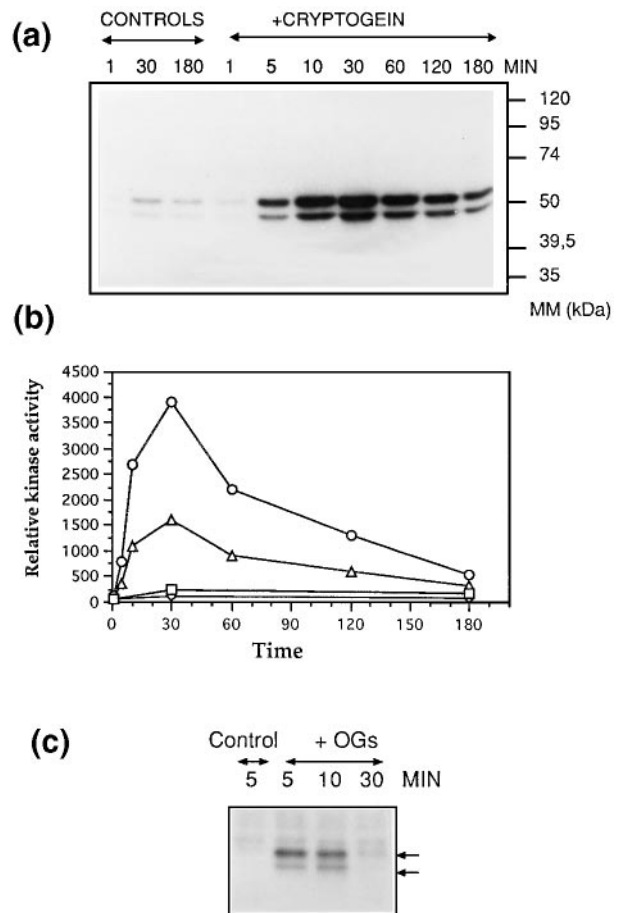 (a)
CONTROLS +CRYPTOGEIN
1 30 180 1 5 10 30 60 120 180 MIN
120
95
74
50
39,5
35
MM (kDa)
(b)
4500
4000
3500
3000
2500
2000
1500
1000
500
0
Relative kinase activity
0 30 60 90 120 150 180
Time
(c)
Control + OGs
5 5 10 30 MIN